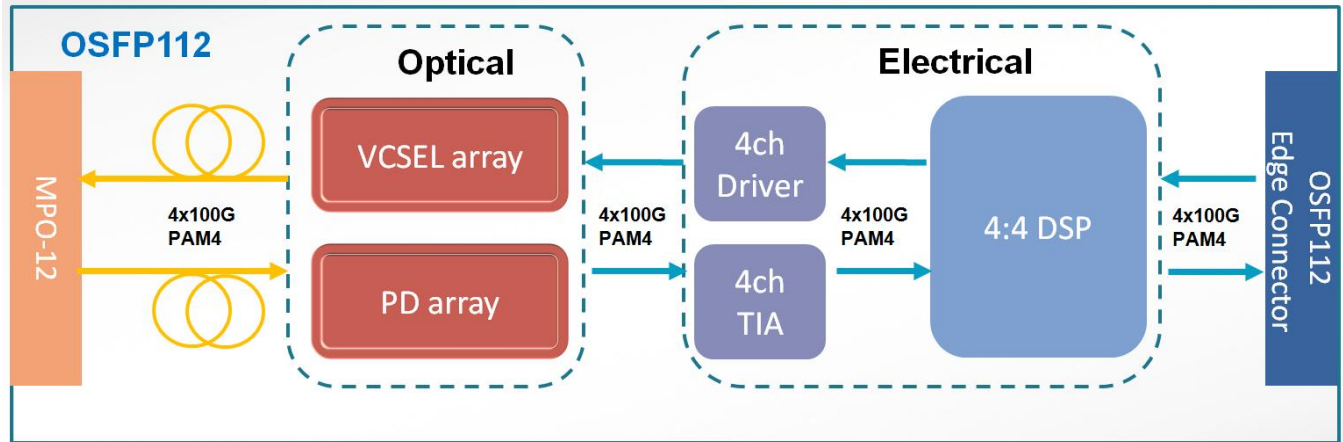 OSFP112
Optical
Electrical
MPO-12
VCSEL array
PD array
4x100G
PAM4
4x100G
PAM4
4ch
Driver
4ch
TIA
4x100G
PAM4
4:4 DSP
4x100G
PAM4
OSFP112
Edge Connector